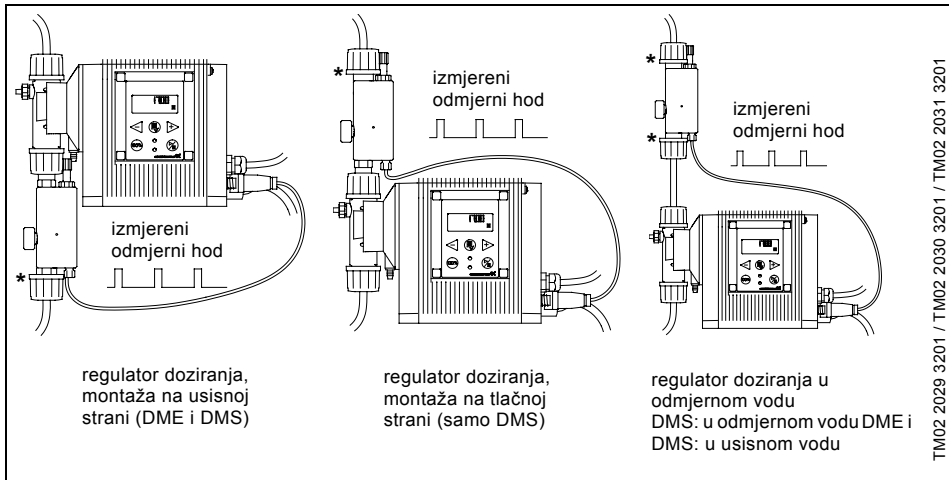 izmjereni
odmjerni hod
regulator doziranja,
montaža na usisnoj
strani (DME i DMS)
izmjereni
odmjerni hod
regulator doziranja,
montaža na tlačnoj
strani (samo DMS)
izmjereni
odmjerni hod
regulator doziranja u
odmjernom vodu
DMS: u odmjernom vodu DME i
DMS: u usisnom vodu
TM02 2029 3201 / TM02 2030 3201 / TM02 2031 3201